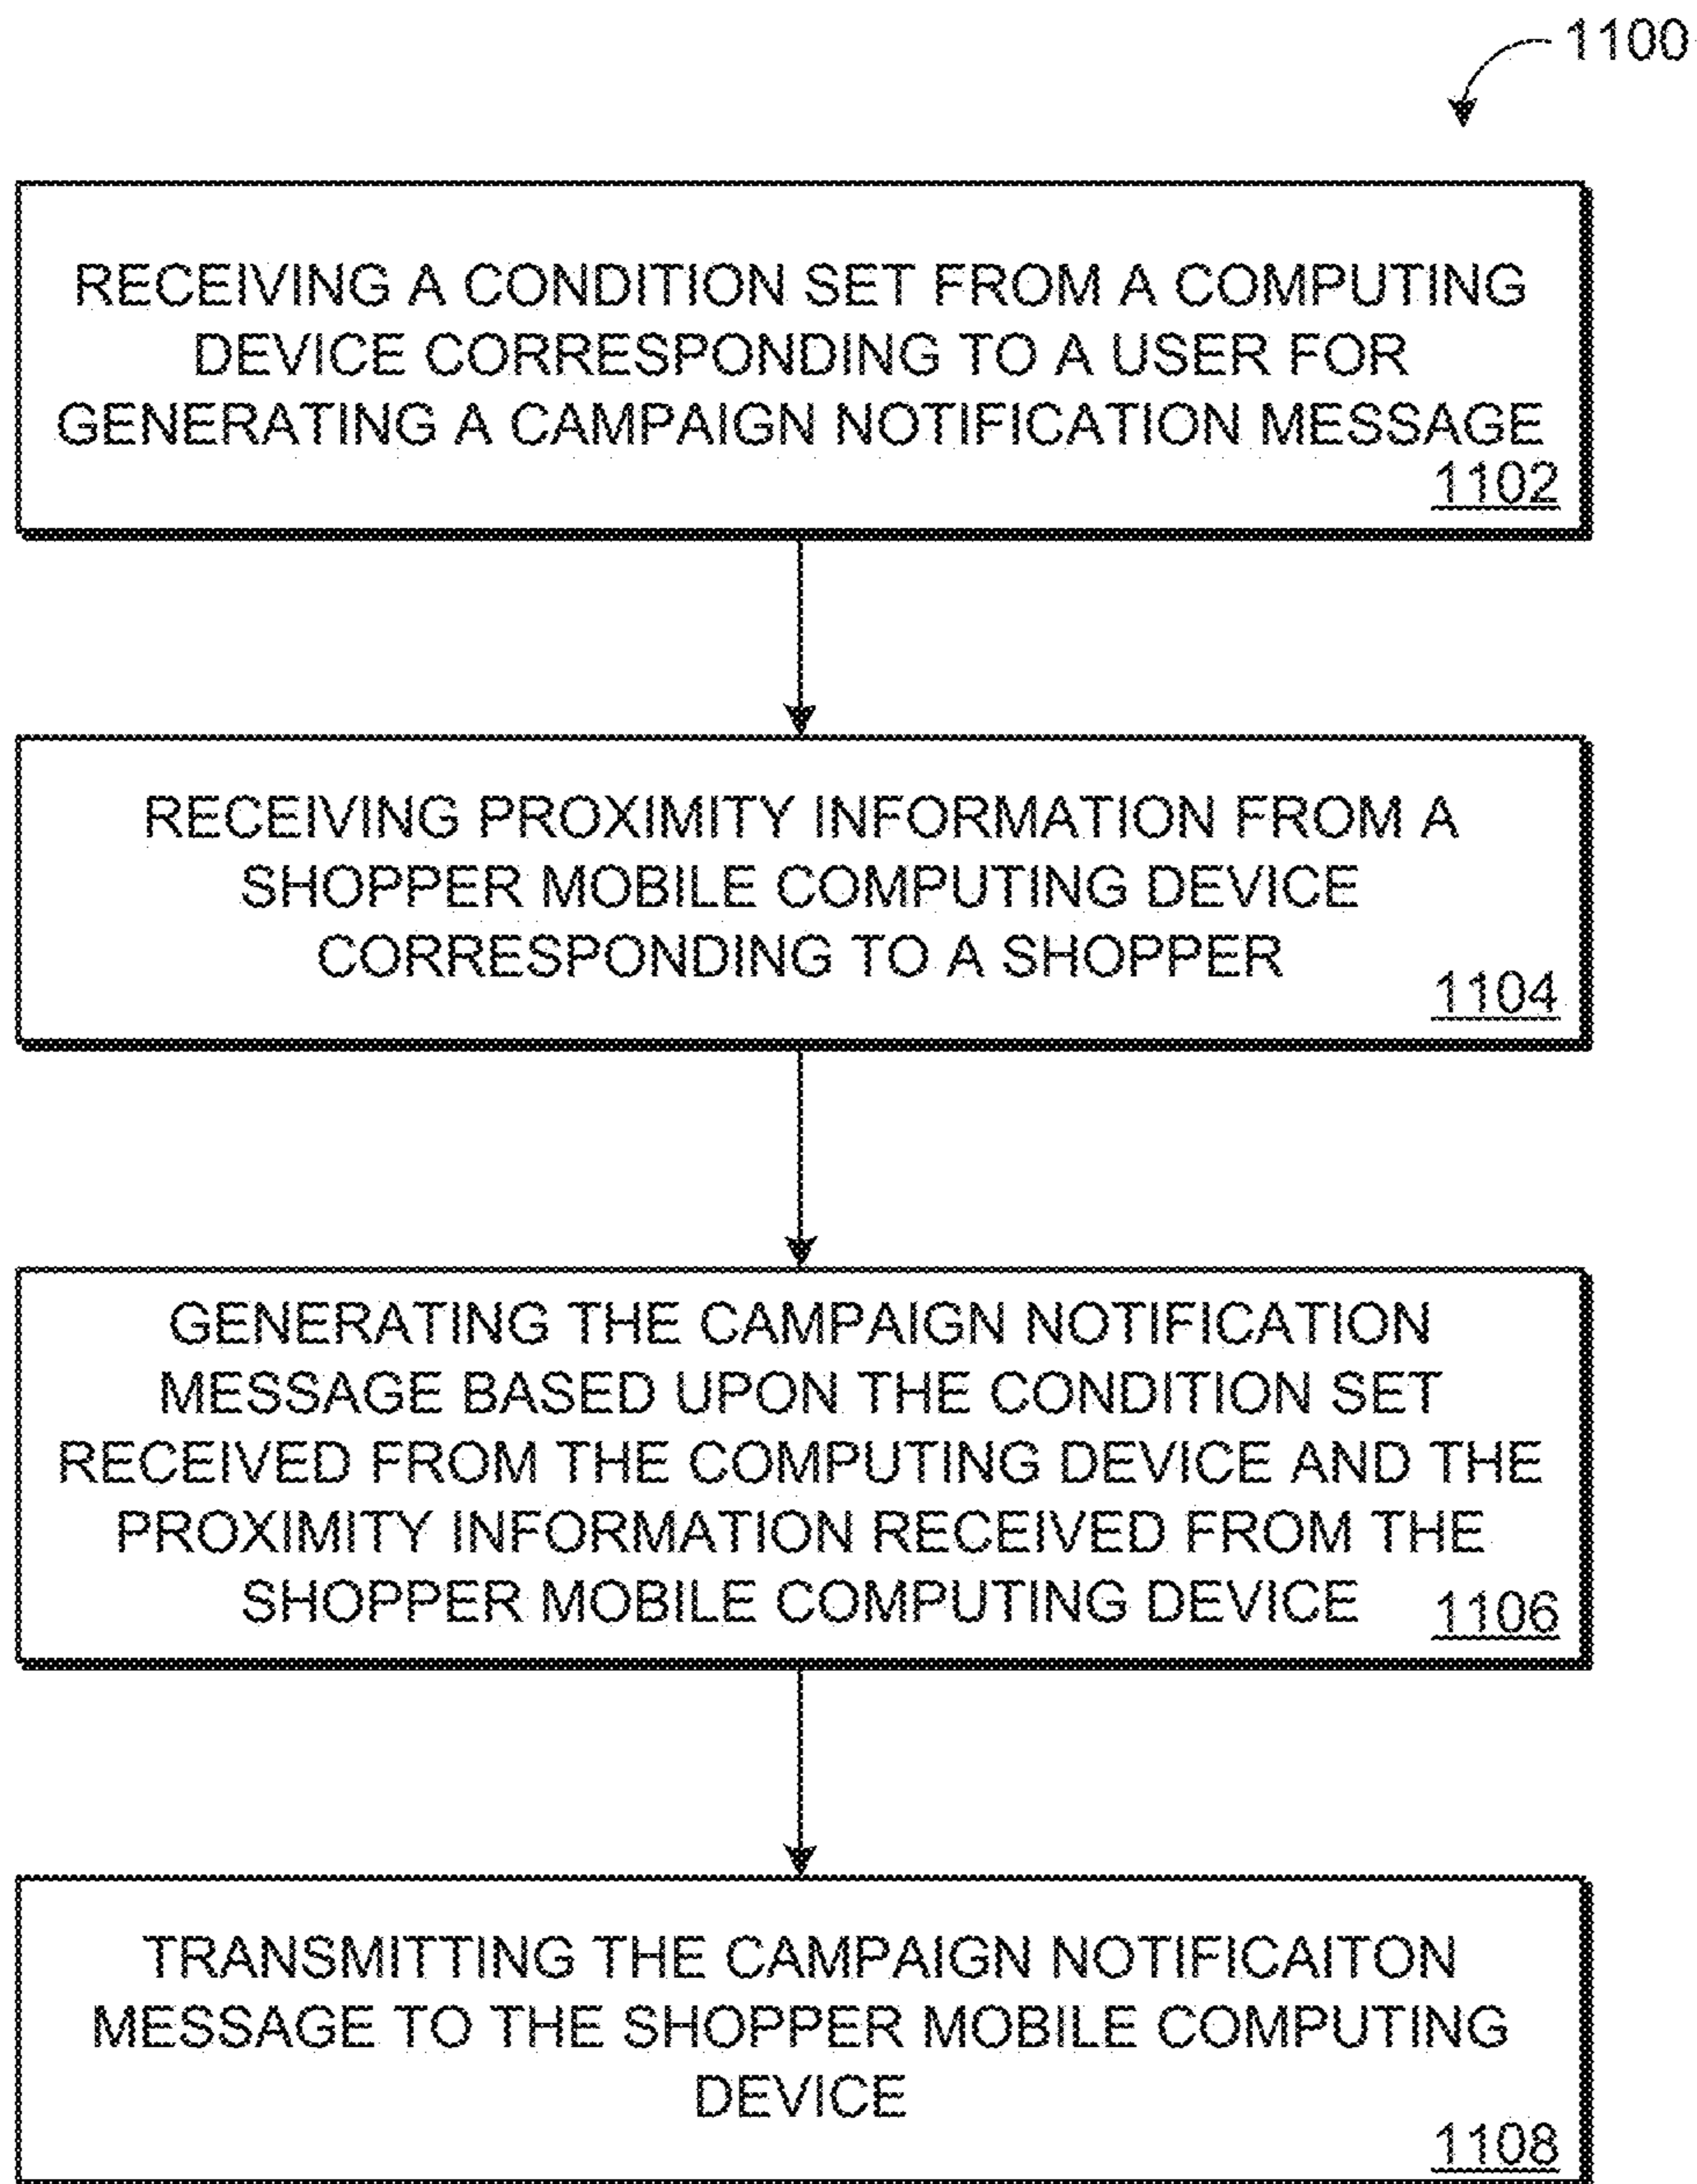 1100
RECEIVING A CONDITION SET FROM A COMPUTING
DEVICE CORRESPONDING TO A USER FOR
GENERATING A CAMPAIGN NOTIFICATION MESSAGE
1102
RECEIVING PROXIMITY INFORMATION FROM A
SHOPPER MOBILE COMPUTING DEVICE
CORRESPONDING TO A SHOPPER
1104
GENERATING THE CAMPAIGN NOTIFICATION
MESSAGE BASED UPON THE CONDITION SET
RECEIVED FROM THE COMPUTING DEVICE AND THE
PROXIMITY INFORMATION RECEIVED FROM THE
SHOPPER MOBILE COMPUTING DEVICE
1106
TRANSMITTING THE CAMPAIGN NOTIFICAITON
MESSAGE TO THE SHOPPER MOBILE COMPUTING
DEVICE
1108